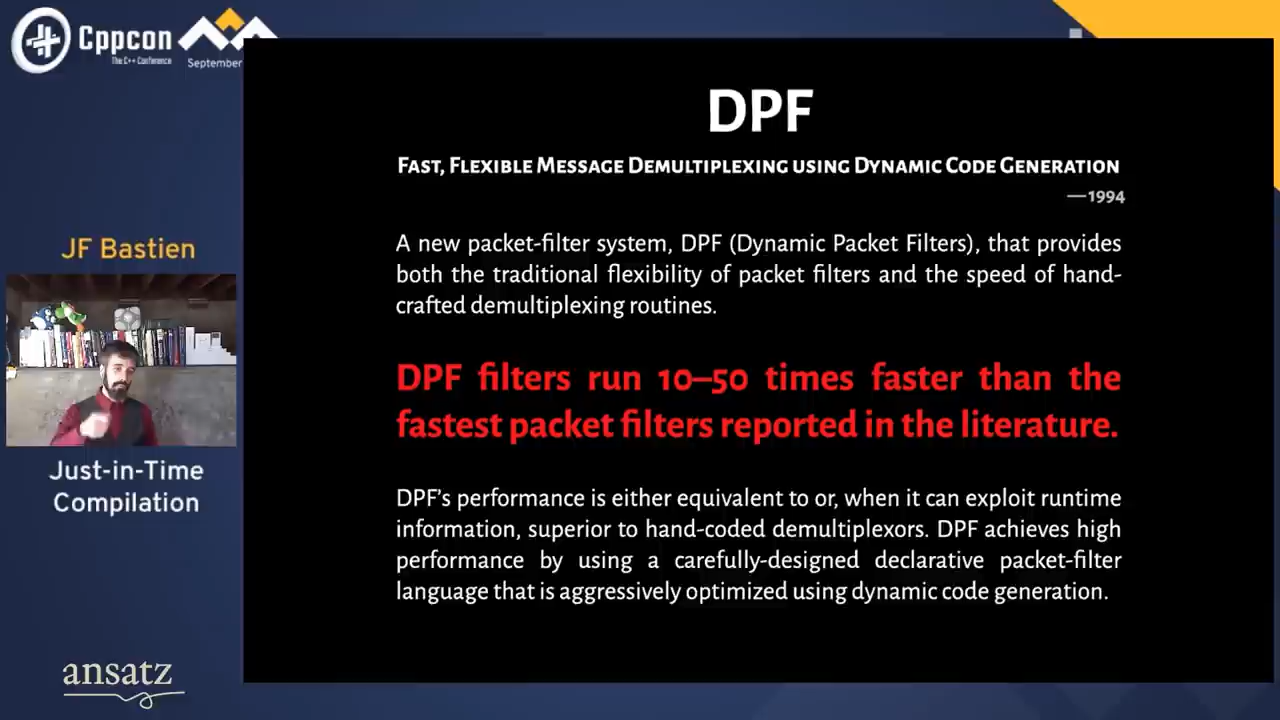 Cppcon
The C++ Conference
September
DPF
FAST, FLEXIBLE MESSAGE DEMULTIPLEXING USING DYNAMIC CODE GENERATION
—1994
A new packet-filter system, DPF (Dynamic Packet Filters), that provides
both the traditional flexibility of packet filters and the speed of hand-
crafted demultiplexing routines.
DPF filters run 10–50 times faster than the
fastest packet filters reported in the literature.
DPF's performance is either equivalent to or, when it can exploit runtime
information, superior to hand-coded demultiplexors. DPF achieves high
performance by using a carefully-designed declarative packet-filter
language that is aggressively optimized using dynamic code generation.
JF Bastien
Just-in-Time
Compilation
ansatz